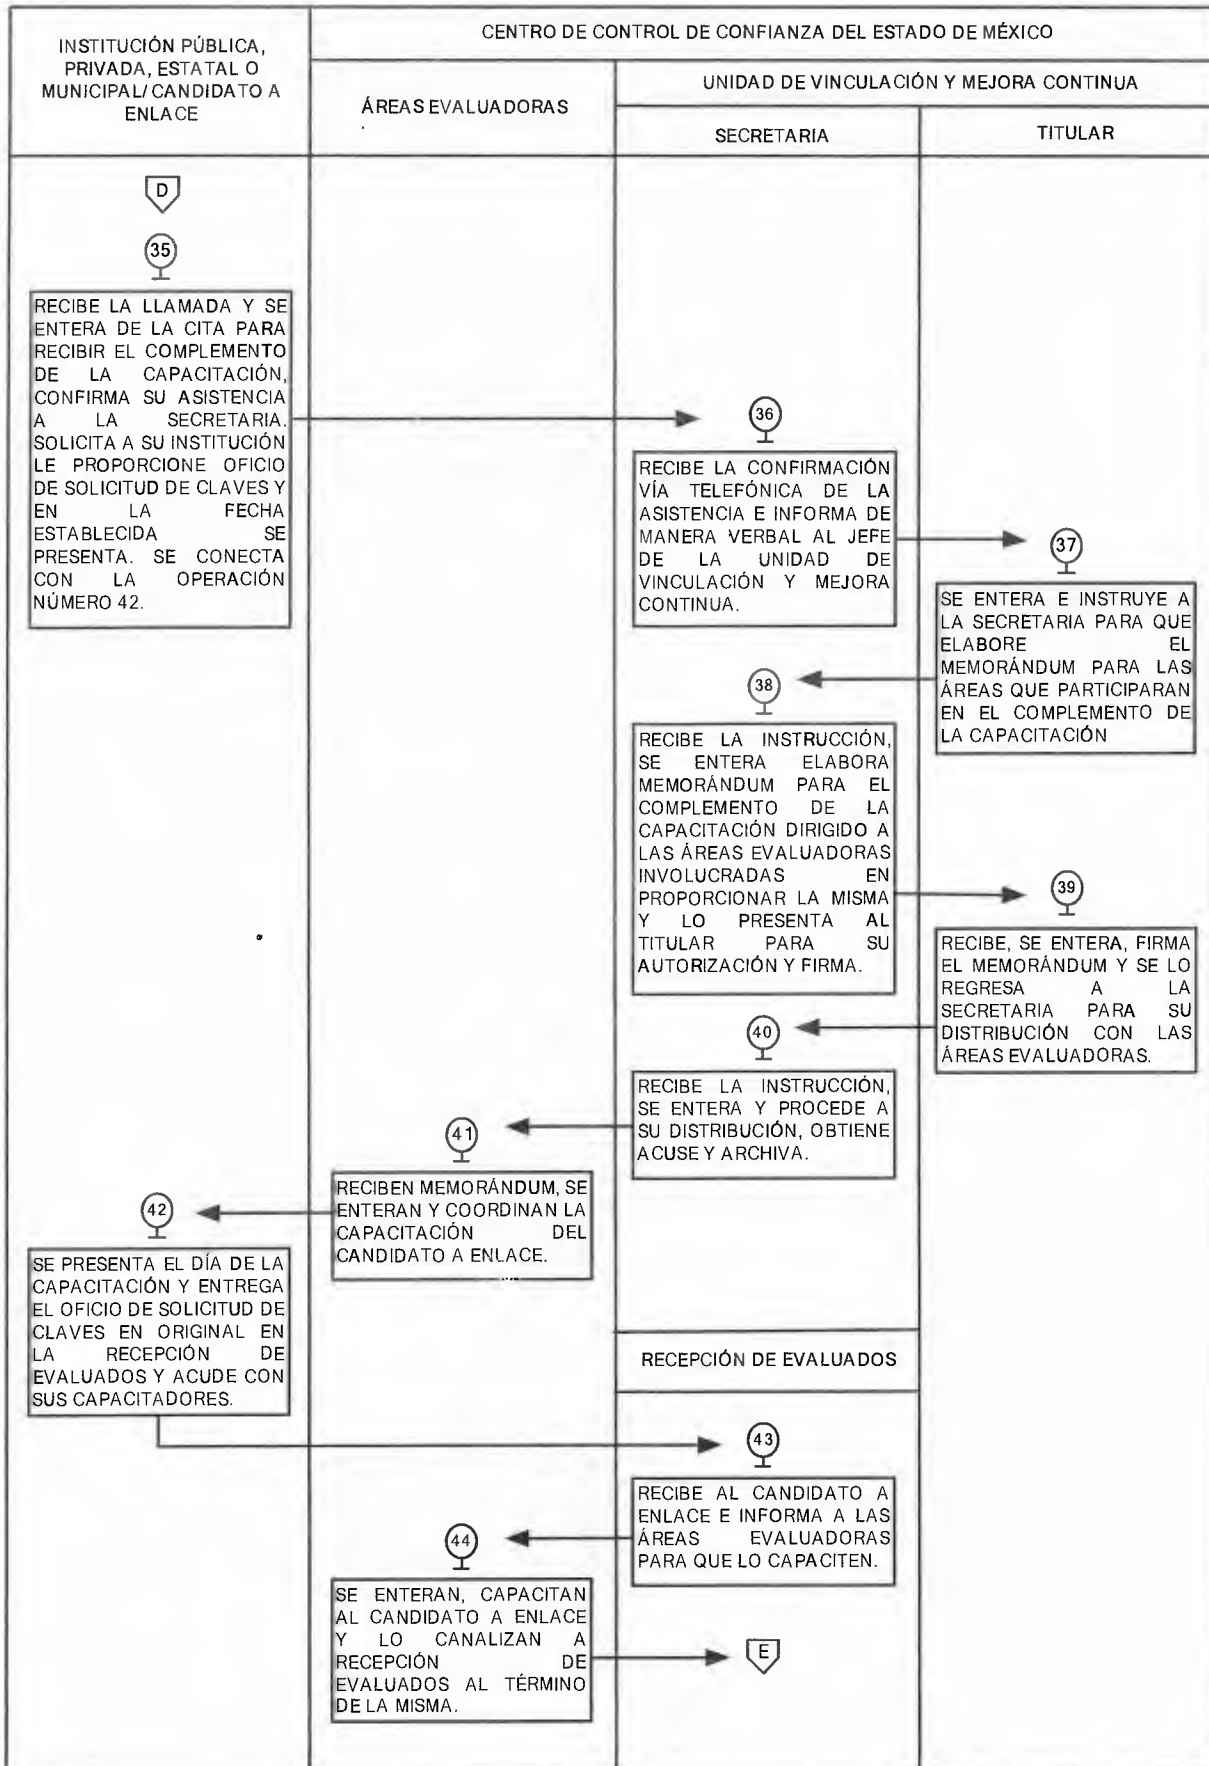 INSTITUCIÓN PÚBLICA,
PRIVADA, ESTATAL O
MUNICIPAL/ CANDIDATO A
ENLACE
CENTRO DE CONTROL DE CONFIANZA DEL ESTADO DE MÉXICO
ÁREAS EVALUADORAS
UNIDAD DE VINCULACIÓN Y MEJORA CONTINUA
SECRETARIA
TITULAR
D
35
RECIBE LA LLAMADA Y SE
ENTERA DE LA CITA PARA
RECIBIR EL COMPLEMENTO
DE LA CAPACITACIÓN,
CONFIRMA SU ASISTENCIA
A LA SECRETARIA.
SOLICITA A SU INSTITUCIÓN
LE PROPORCIONE OFICIO
DE SOLICITUD DE CLAVES Y
EN LA FECHA
ESTABLECIDA SE
PRESENTA. SE CONECTA
CON LA OPERACIÓN
NÚMERO 42.
36
RECIBE LA CONFIRMACIÓN
VÍA TELEFÓNICA DE LA
ASISTENCIA E INFORMA DE
MANERA VERBAL AL JEFE
DE LA UNIDAD DE
VINCULACIÓN Y MEJORA
CONTINUA.
37
SE ENTERA E INSTRUYE A
LA SECRETARIA PARA QUE
ELABORE EL
MEMORÁNDUM PARA LAS
ÁREAS QUE PARTICIPARAN
EN EL COMPLEMENTO DE
LA CAPACITACIÓN
38
RECIBE LA INSTRUCCIÓN,
SE ENTERA ELABORA
MEMORÁNDUM PARA EL
COMPLEMENTO DE LA
CAPACITACIÓN DIRIGIDO A
LAS ÁREAS EVALUADORAS
INVOLUCRADAS EN
PROPORCIONAR LA MISMA
Y LO PRESENTA AL
TITULAR PARA SU
AUTORIZACIÓN Y FIRMA.
39
RECIBE, SE ENTERA, FIRMA
EL MEMORÁNDUM Y SE LO
REGRESA A LA
SECRETARIA PARA SU
DISTRIBUCIÓN CON LAS
ÁREAS EVALUADORAS.
40
RECIBE LA INSTRUCCIÓN,
SE ENTERA Y PROCEDE A
SU DISTRIBUCIÓN, OBTIENE
ACUSE Y ARCHIVA.
41
RECIBEN MEMORÁNDUM, SE
ENTERAN Y COORDINAN LA
CAPACITACIÓN DEL
CANDIDATO A ENLACE.
42
SE PRESENTA EL DÍA DE LA
CAPACITACIÓN Y ENTREGA
EL OFICIO DE SOLICITUD DE
CLAVES EN ORIGINAL EN
LA RECEPCIÓN DE
EVALUADOS Y ACUDE CON
SUS CAPACITADORES.
RECEPCIÓN DE EVALUADOS
43
RECIBE AL CANDIDATO A
ENLACE E INFORMA A LAS
ÁREAS EVALUADORAS
PARA QUE LO CAPACITEN.
44
SE ENTERAN, CAPACITAN
AL CANDIDATO A ENLACE
Y LO CANALIZAN A
RECEPCIÓN DE
EVALUADOS AL TÉRMINO
DE LA MISMA.
E